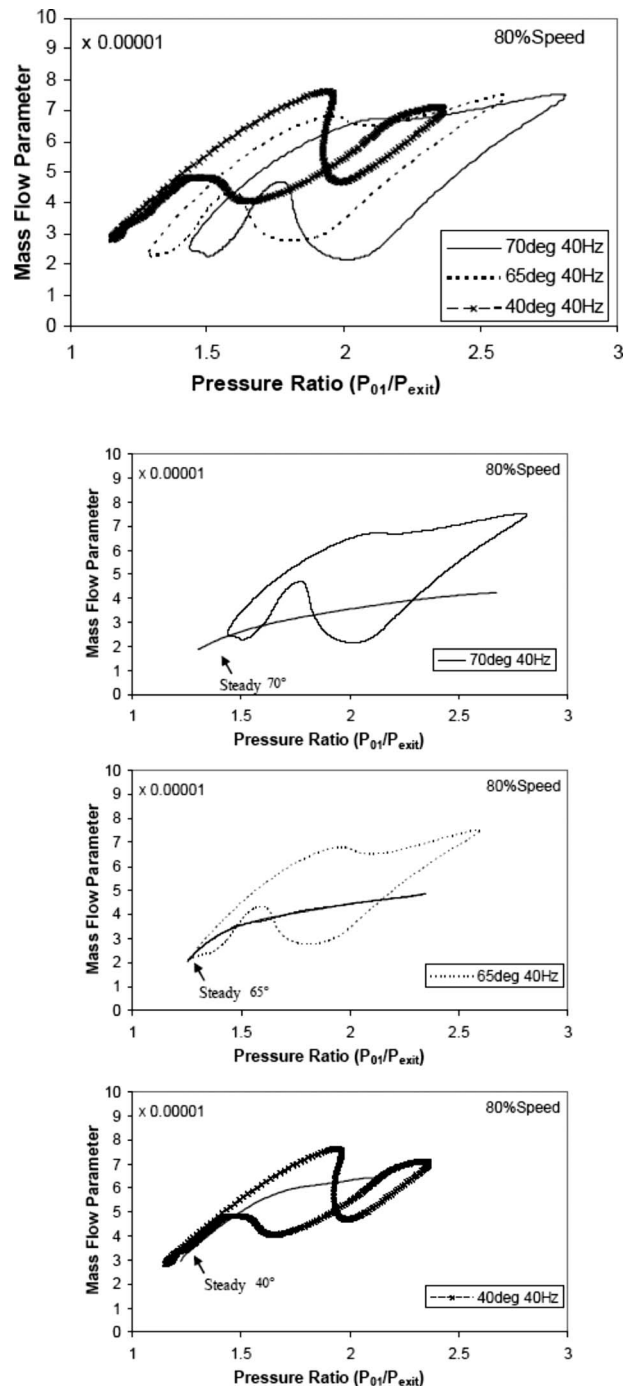 x 0.00001
80%Speed
Mass Flow Parameter
10
9
8
7
6
5
4
3
2
1
0
70deg 40Hz
65deg 40Hz
40deg 40Hz
1 1.5 2 2.5 3
Pressure Ratio (P01/Pexit)
x 0.00001
80%Speed
Mass Flow Parameter
10
9
8
7
6
5
4
3
2
1
0
Steady 70°
70deg 40Hz
1 1.5 2 2.5 3
Pressure Ratio (P01/Pexit)
x 0.00001
80%Speed
Mass Flow Parameter
10
9
8
7
6
5
4
3
2
1
0
Steady 65°
65deg 40Hz
1 1.5 2 2.5 3
Pressure Ratio (P01/Pexit)
x 0.00001
80%Speed
Mass Flow Parameter
10
9
8
7
6
5
4
3
2
1
0
Steady 40°
40deg 40Hz
1 1.5 2 2.5 3
Pressure Ratio (P01/Pexit)